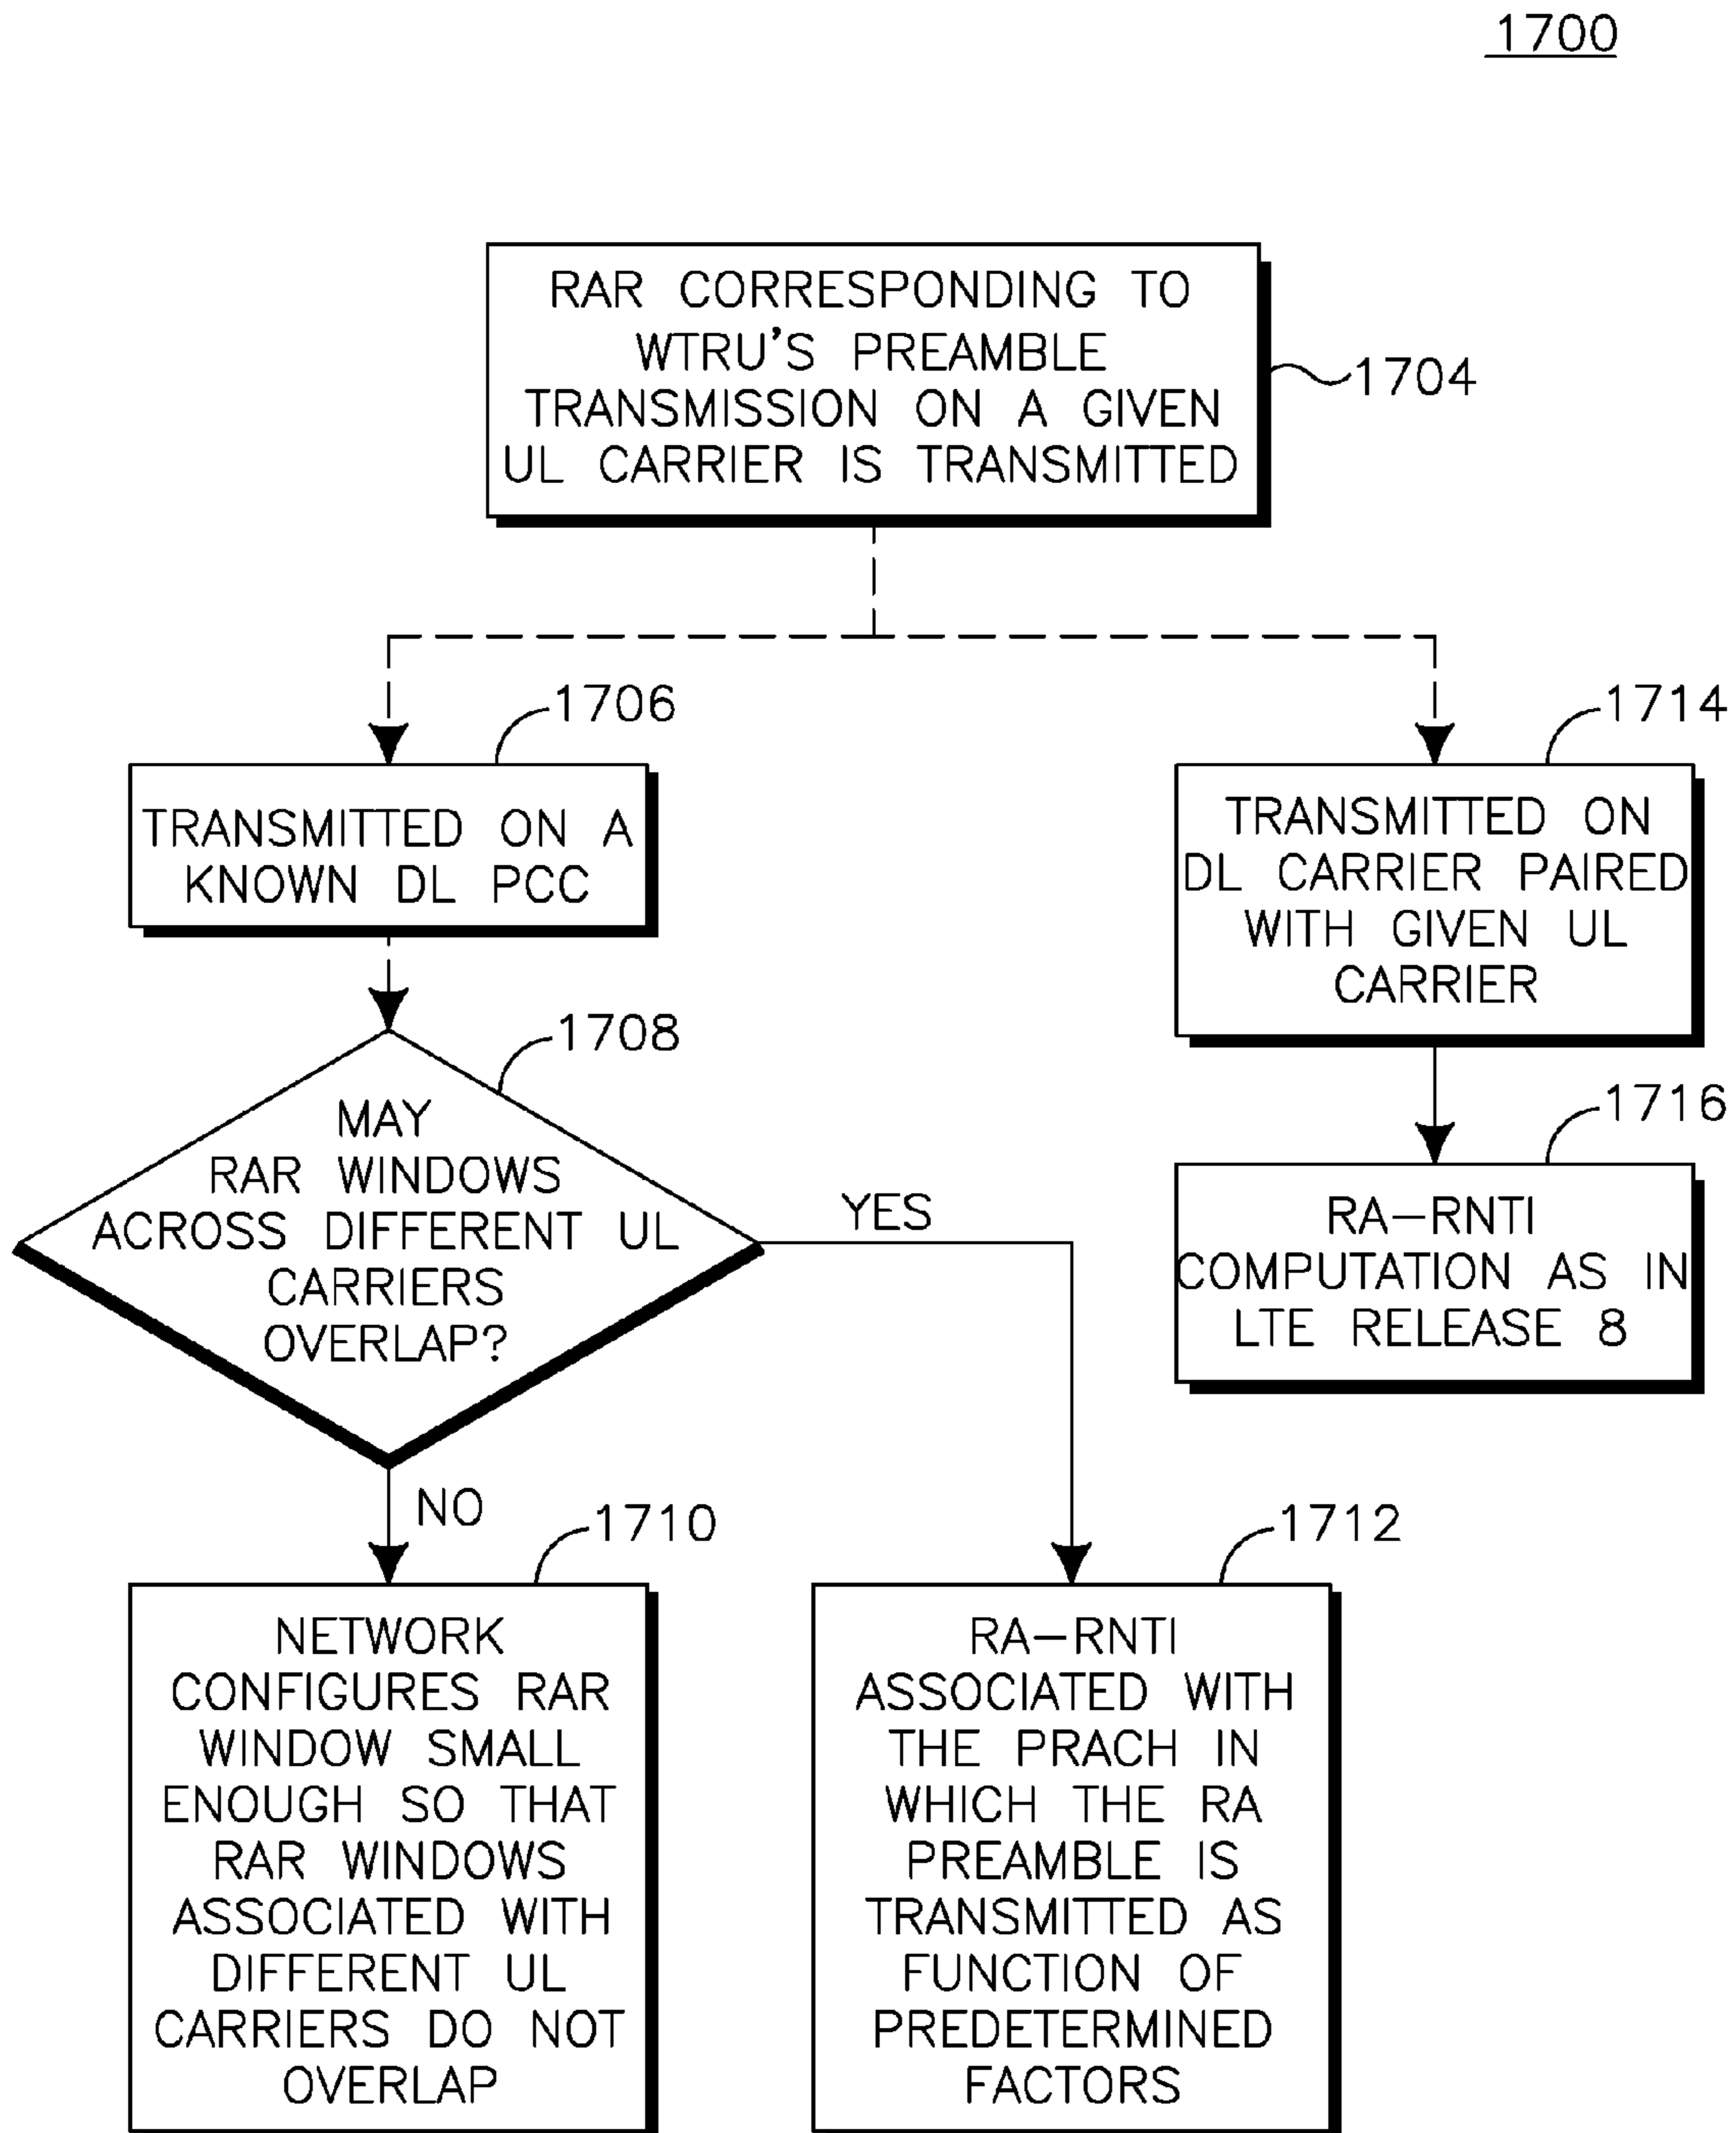 1700
RAR CORRESPONDING TO
WTRU'S PREAMBLE
TRANSMISSION ON A GIVEN
UL CARRIER IS TRANSMITTED
1704
1706
TRANSMITTED ON A
KNOWN DL PCC
1714
TRANSMITTED ON
DL CARRIER PAIRED
WITH GIVEN UL
CARRIER
1708
MAY
RAR WINDOWS
ACROSS DIFFERENT UL
CARRIERS
OVERLAP?
YES
NO
1716
RA-RNTI
COMPUTATION AS IN
LTE RELEASE 8
1710
NETWORK
CONFIGURES RAR
WINDOW SMALL
ENOUGH SO THAT
RAR WINDOWS
ASSOCIATED WITH
DIFFERENT UL
CARRIERS DO NOT
OVERLAP
1712
RA-RNTI
ASSOCIATED WITH
THE PRACH IN
WHICH THE RA
PREAMBLE IS
TRANSMITTED AS
FUNCTION OF
PREDETERMINED
FACTORS